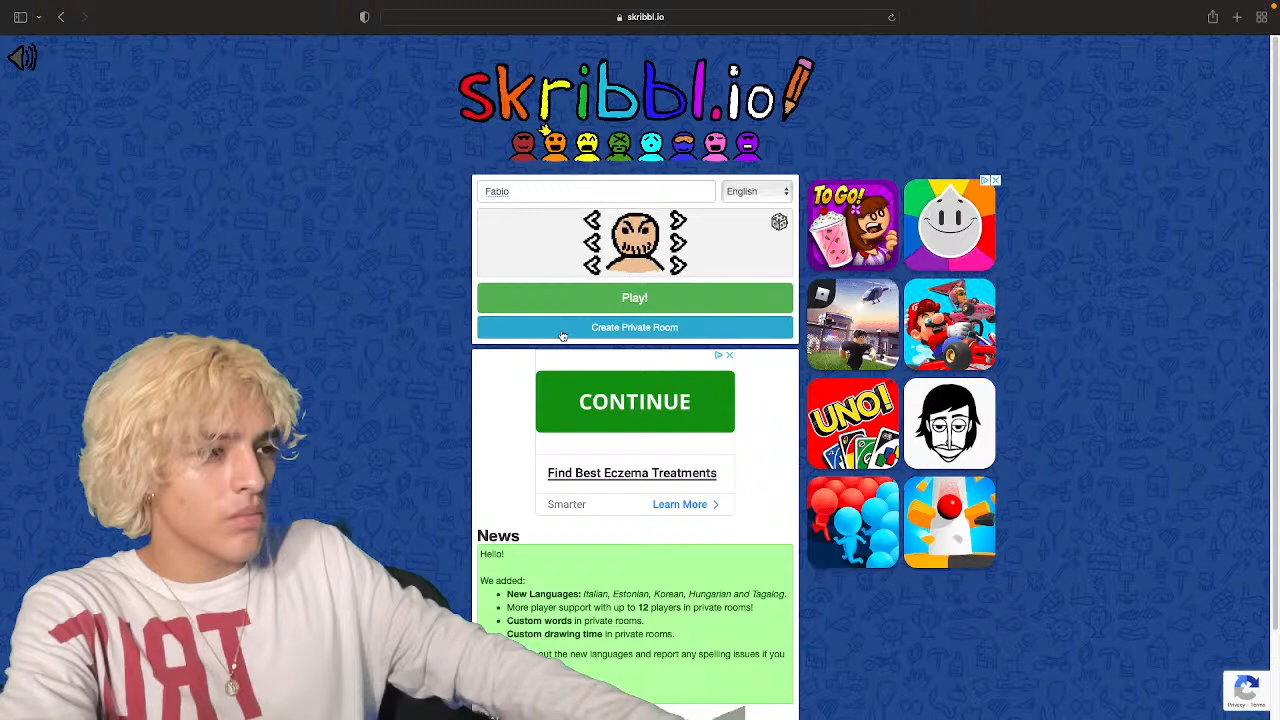 skribbl.io
skribbl.io
Fabio
English
Play!
Create Private Room
TO GO!
UNO!
CONTINUE
Find Best Eczema Treatments
Smarter
Learn More
News
Hello!
We added:
New Languages: Italian, Estonian, Korean, Hungarian and Tagalog.
More player support with up to 12 players in private rooms!
Custom words in private rooms.
Custom drawing time in private rooms.
out the new languages and report any spelling issues if you
Privacy - Terms